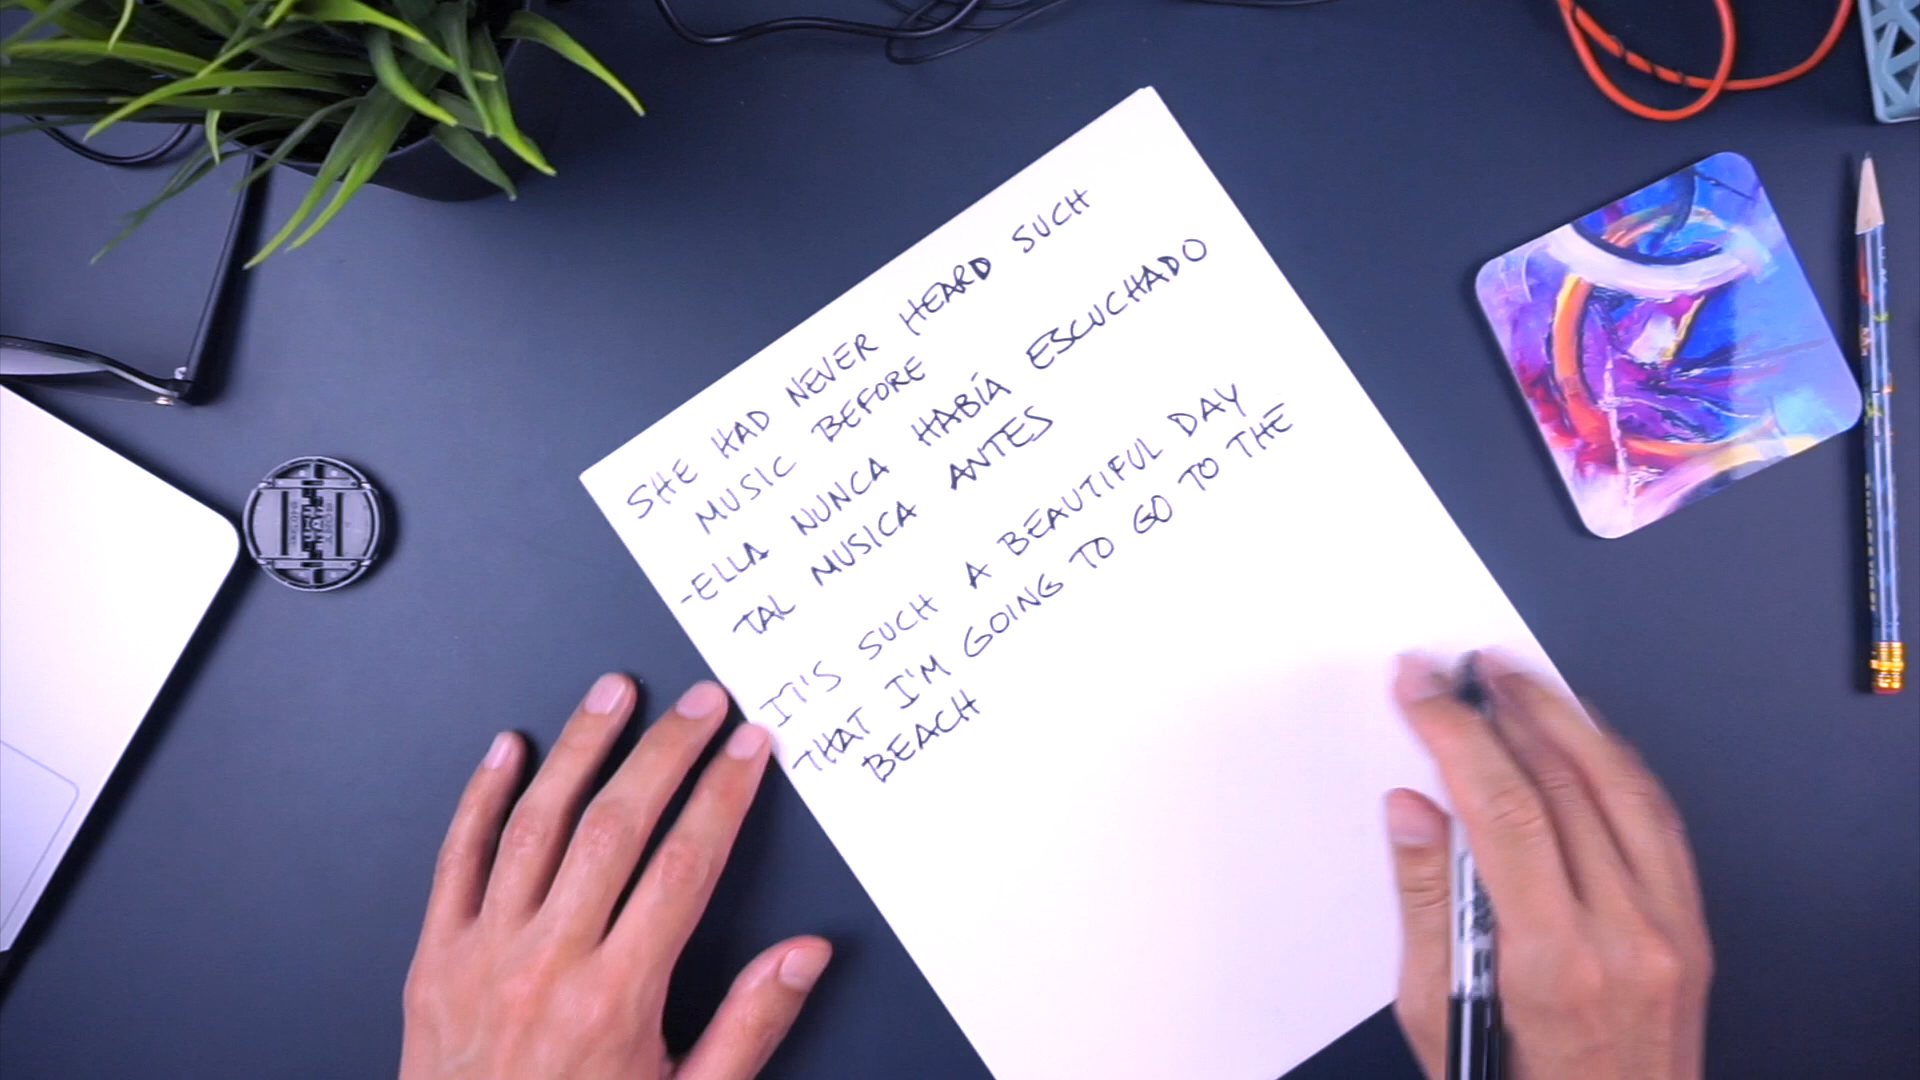 SHE HAD NEVER HEARD SUCH
MUSIC BEFORE
-ELLA NUNCA HABÍA ESCUCHADO
TAL MUSICA ANTES
IT'S SUCH A BEAUTIFUL DAY
THAT I'M GOING TO GO TO THE
BEACH